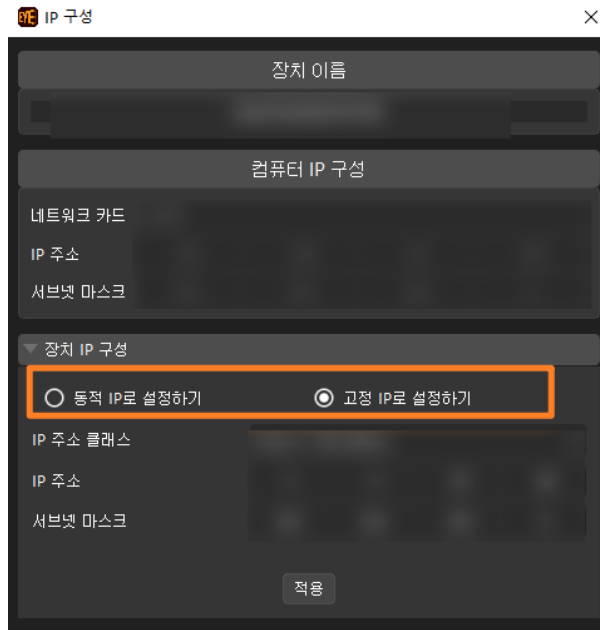 EYE IP 구성
장치 이름
컴퓨터 IP 구성
네트워크 카드
IP 주소
서브넷 마스크
장치 IP 구성
동적 IP로 설정하기 고정 IP로 설정하기
IP 주소 클래스
IP 주소
서브넷 마스크
적용